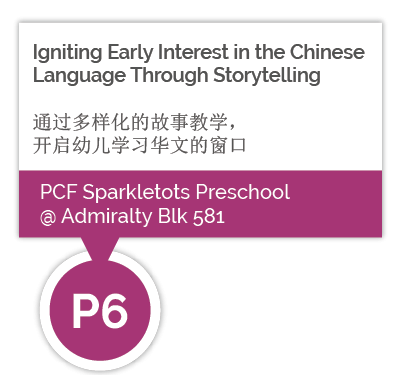 Igniting Early Interest in the Chinese
Language Through Storytelling
通过多样化的故事教学，
开启幼儿学习华文的窗口
PCF Sparkletots Preschool
@ Admiralty Blk 581
P6